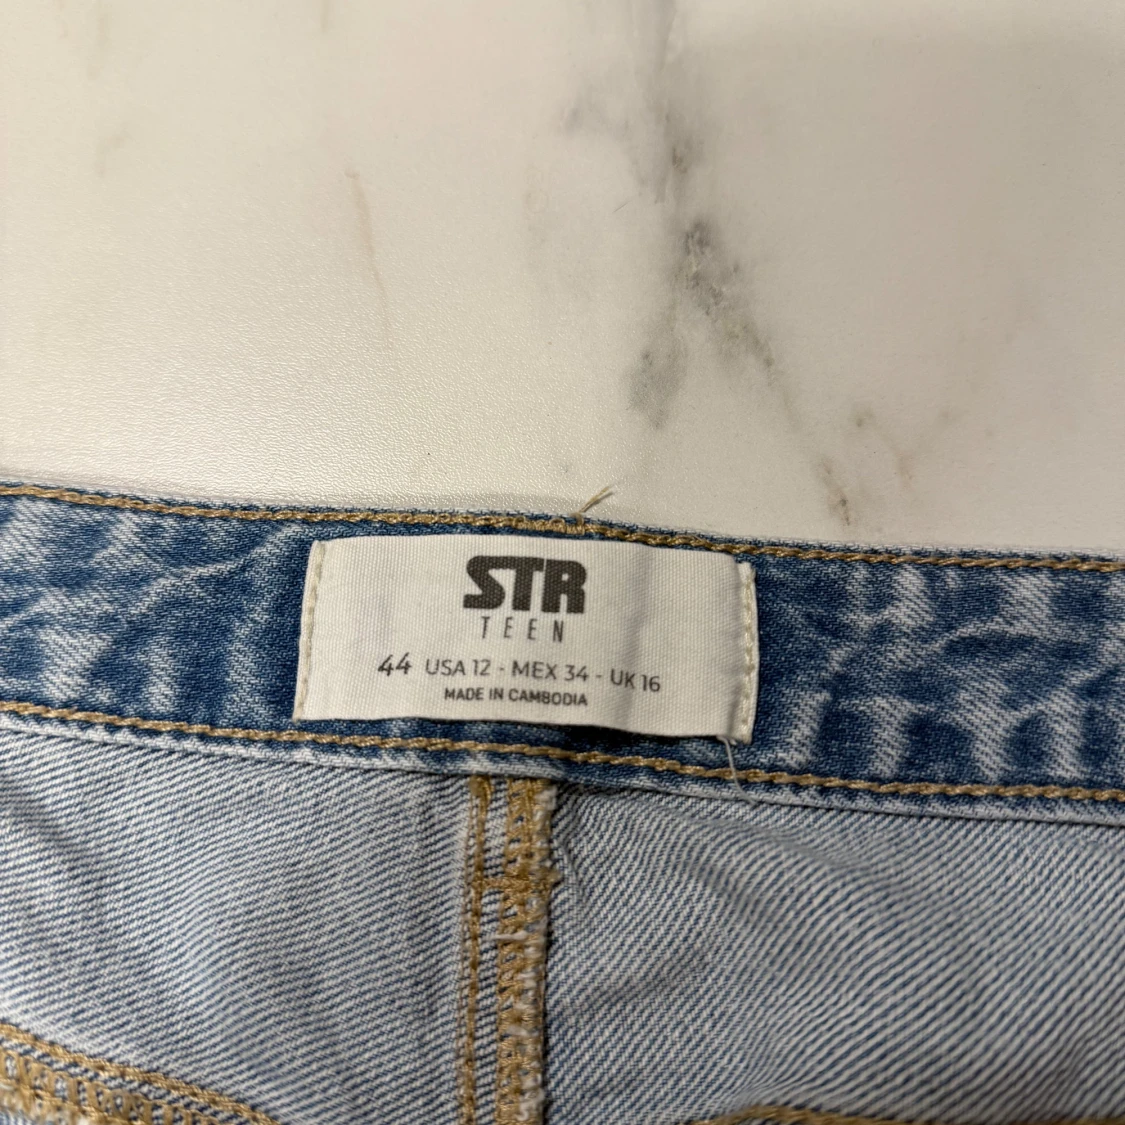 STR
TEEN
44 USA 12 - MEX 34 - UK 16
MADE IN CAMBODIA